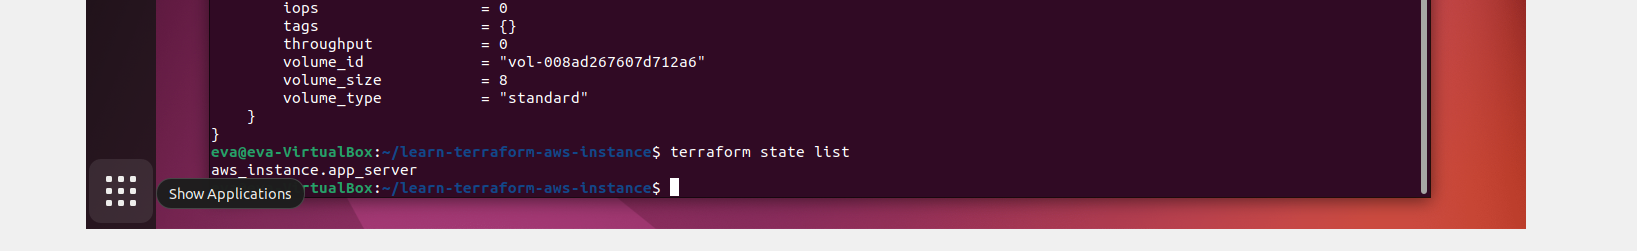 iops = 0
tags = {}
throughput = 0
volume_id = "vol-008ad267607d712a6"
volume_size = 8
volume_type = "standard"
}
}
eva@eva-VirtualBox:~/learn-terraform-aws-instance$ terraform state list
aws_instance.app_server
rtualBox:~/learn-terraform-aws-instance$
Show Applications